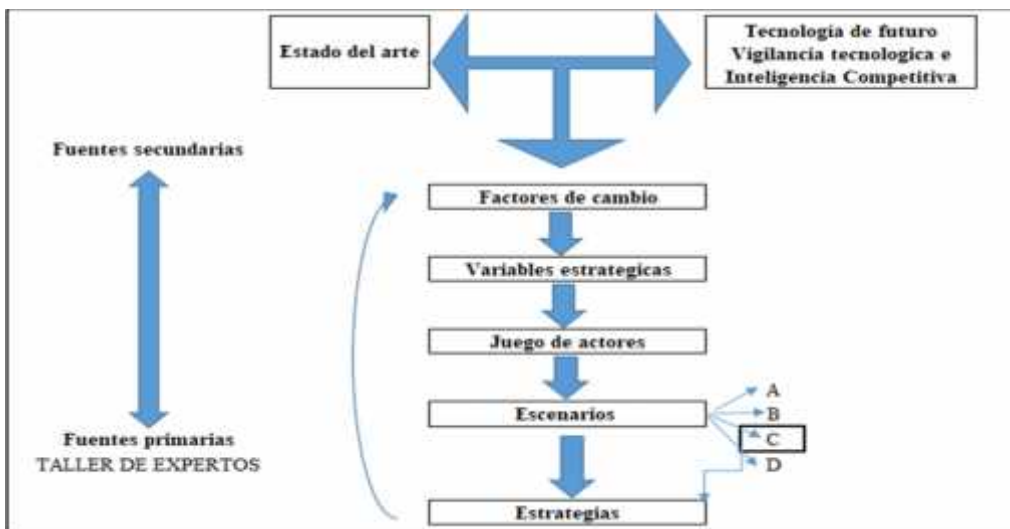 Estado del arte
Tecnología de futuro
Vigilancia tecnologica e
Inteligencia Competitiva
Fuentes secundarias
Factores de cambio
Variables estrategicas
Juego de actores
Escenarios
A
B
C
D
Fuentes primarias
TALLER DE EXPERTOS
Estrategias